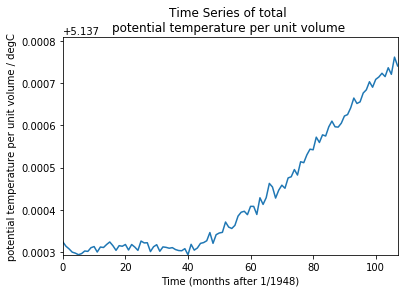 Time Series of total
potential temperature per unit volume
+5.137
0.0008
0.0007
0.0006
0.0005
0.0004
0.0003
potential temperature per unit volume / degC
0 20 40 60 80 100
Time (months after 1/1948)